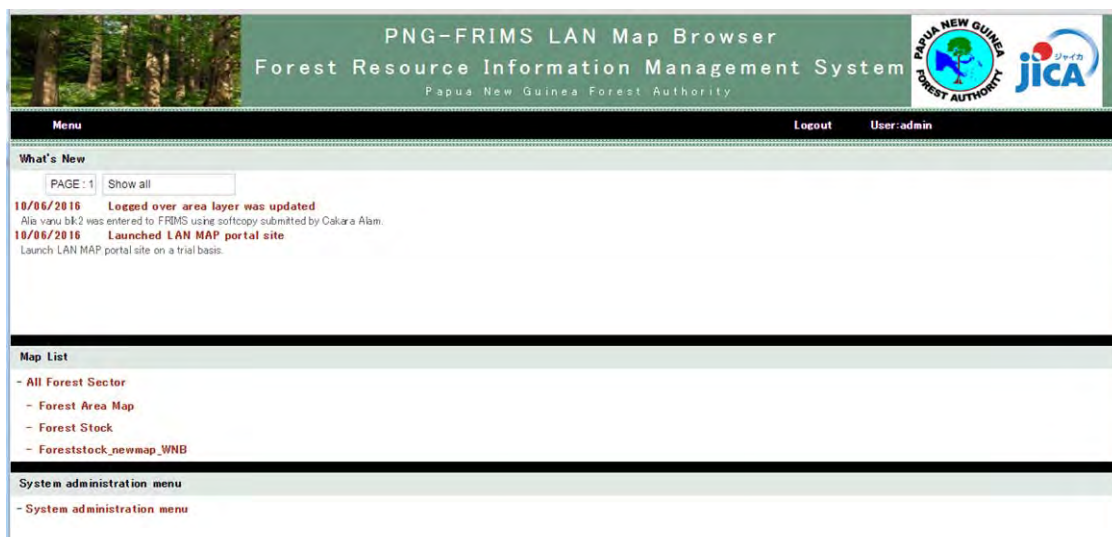 PNG-FRIMS LAN Map Browser
Forest Resource Information Management System
Papua New Guinea Forest Authority
PAPUA NEW GUINEA
FOREST AUTHORITY
ジャイカ
jica
Menu
Logout
User:admin
What's New
PAGE : 1
Show all
10/06/2016 Logged over area layer was updated
Alia vanu blk2 was entered to FRIMS using softcopy submitted by Cakara Alam.
10/06/2016 Launched LAN MAP portal site
Launch LAN MAP portal site on a trial basis.
Map List
- All Forest Sector
- Forest Area Map
- Forest Stock
- Foreststock_newmap_WNB
System administration menu
- System administration menu